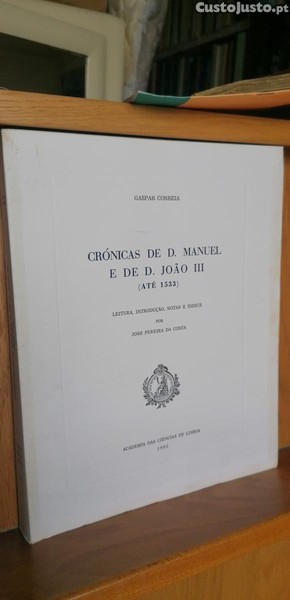 CustoJusto.pt
GASPAR CORREIA
CRÓNICAS DE D. MANUEL
E DE D. JOÃO III
(ATÉ 1533)
LEITURA, INTRODUÇÃO, NOTAS E ÍNDICE
POR
JOSÉ PEREIRA DA COSTA
ACADEMIA DAS CIÊNCIAS DE LISBOA
1992